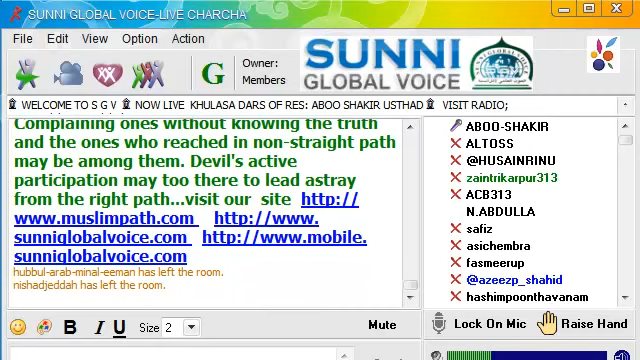 SUNNI GLOBAL VOICE-LIVE CHARCHA
File Edit View Option Action
G
Owner:
Members
SUNNI
GLOBAL VOICE
WELCOME TO S G V NOW LIVE KHULASA DARS OF RES: ABOO SHAKIR USTHAD VISIT RADIO;
Complaining ones without knowing the truth
and the ones who reached in non-straight path
may be among them. Devil's active
participation may too there to lead astray
from the right path...visit our site http://
www.muslimpath.com http://www.
sunniglobalvoice.com http://www.mobile.
sunniglobalvoice.com
hubbul-arab-minal-eeman has left the room.
nishadjeddah has left the room.
ABOO-SHAKIR
ALTOSS
@HUSAINRINU
zaintrikarpur313
ACB313
N.ABDULLA
safiz
asichembra
fasmeerup
@azeezp_shahid
hashimpoonthavanam
B I U Size 2 Mute
Lock On Mic Raise Hand